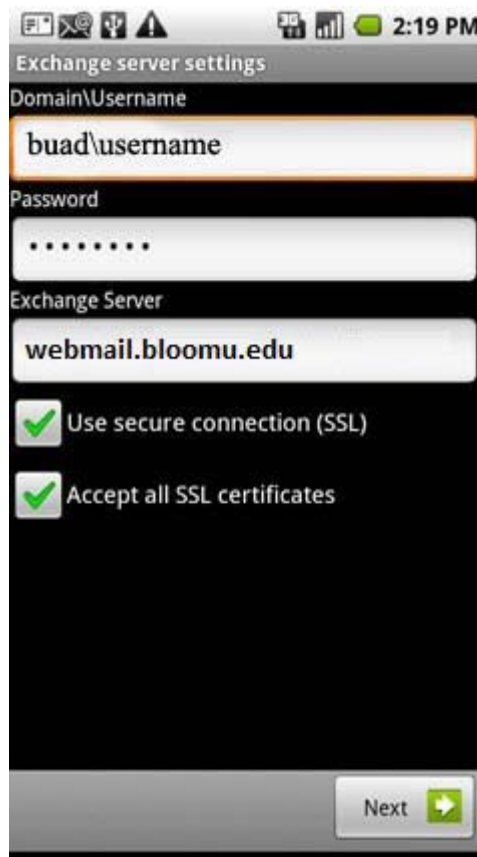 2:19 PM
Exchange server settings
Domain\Username
buad\username
Password
••••••••
Exchange Server
webmail.bloomu.edu
Use secure connection (SSL)
Accept all SSL certificates
Next